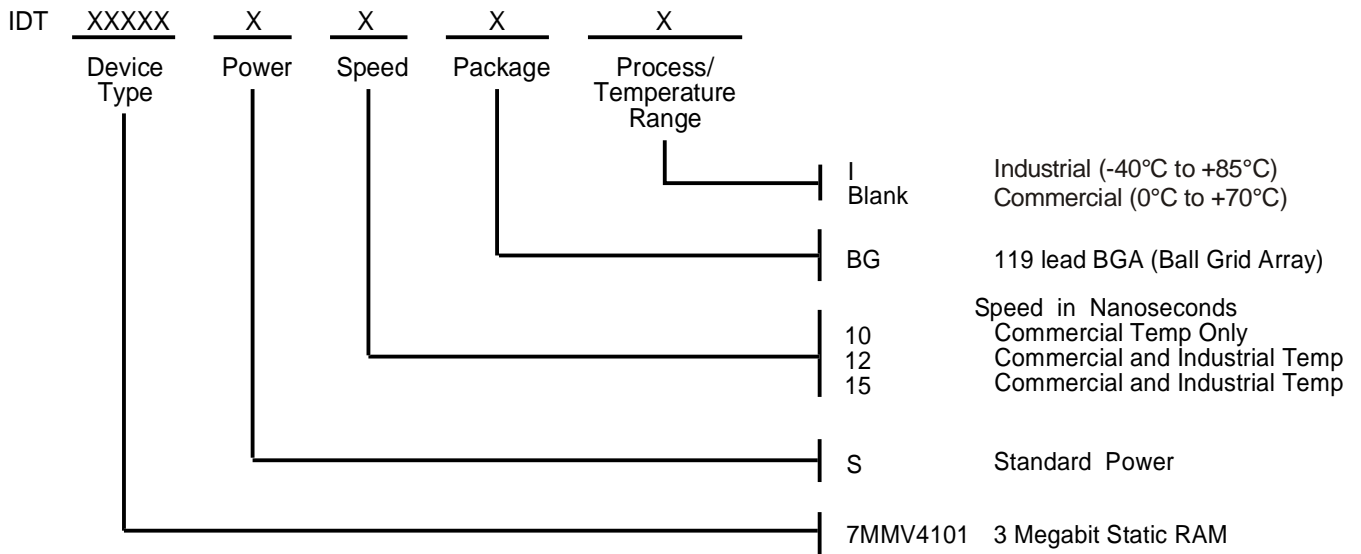 IDT XXXXX X X X X
Device Type Power Speed Package Process/ Temperature Range
I Industrial (-40°C to +85°C)
Blank Commercial (0°C to +70°C)
BG 119 lead BGA (Ball Grid Array)
Speed in Nanoseconds
10 Commercial Temp Only
12 Commercial and Industrial Temp
15 Commercial and Industrial Temp
S Standard Power
7MMV4101 3 Megabit Static RAM